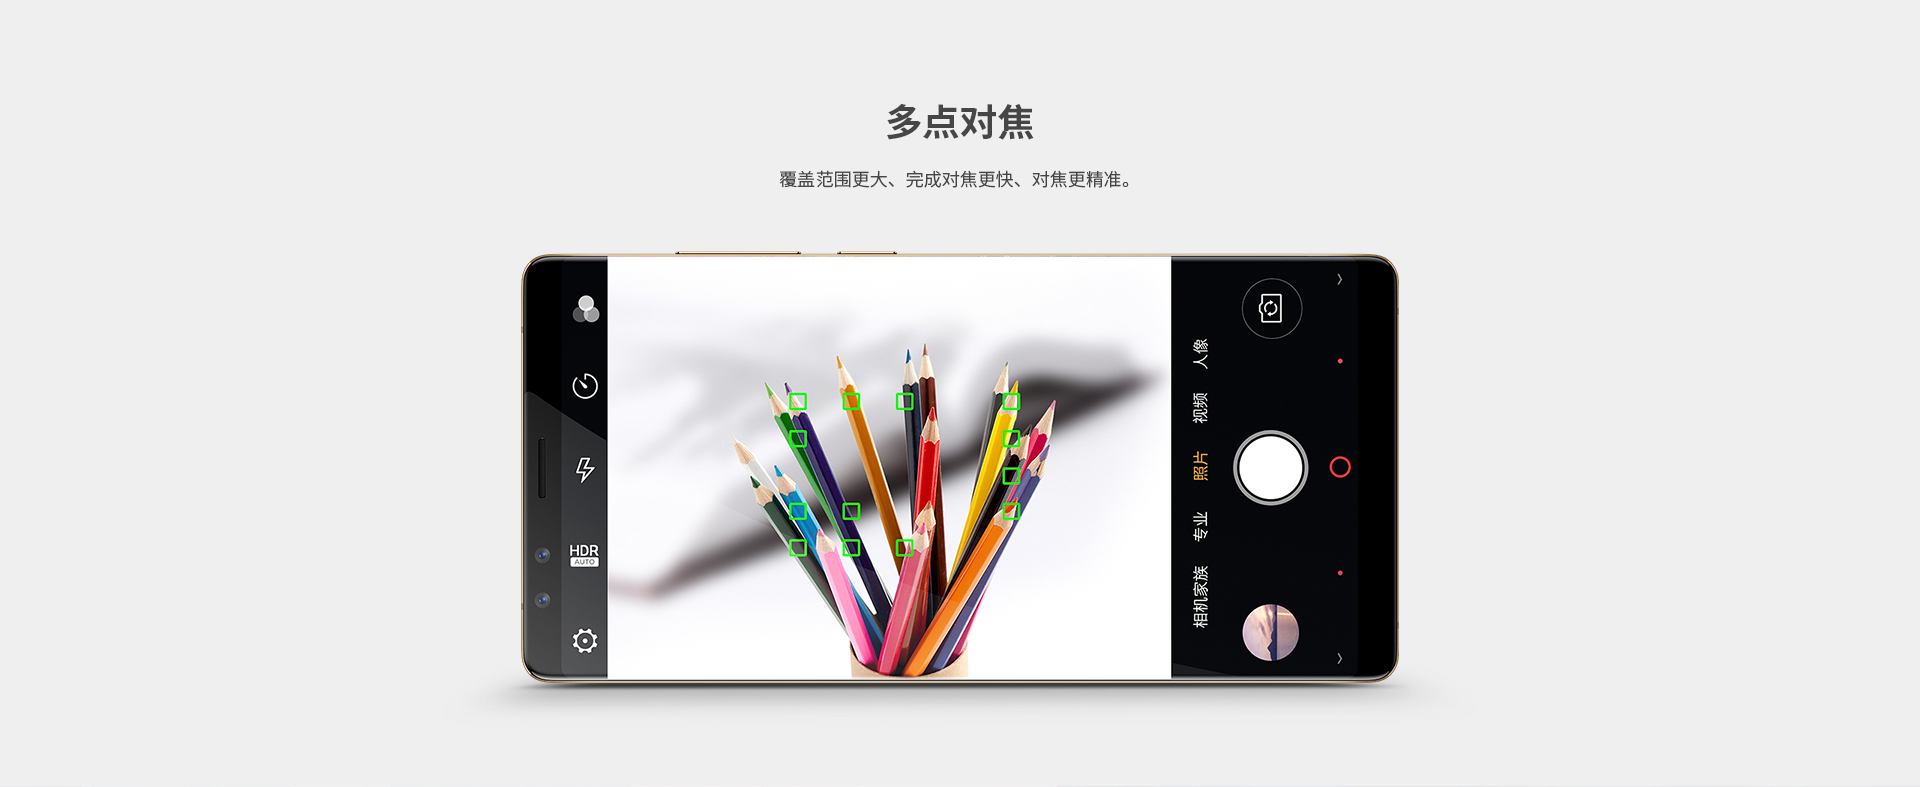 多点对焦
覆盖范围更大、完成对焦更快、对焦更精准。
HDR
AUTO
人像
视频
照片
专业
相机家族